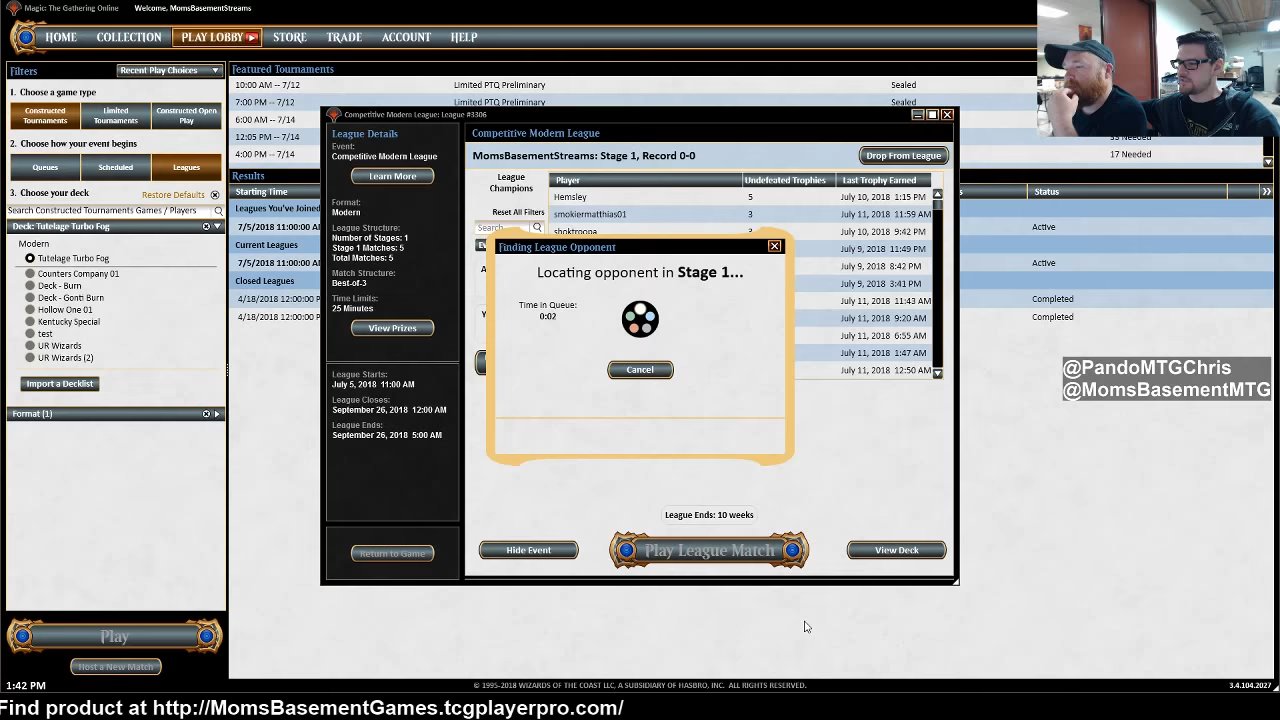 Magic: The Gathering Online
Welcome, MomsBasementStreams
HOME
COLLECTION
PLAY LOBBY
STORE
TRADE
ACCOUNT
HELP
Filters
Recent Play Choices
1. Choose a game type
Constructed Tournaments
Limited Tournaments
Constructed Open Play
2. Choose how your event begins
Queues
Scheduled
Leagues
3. Choose your deck
Restore Defaults
Search Constructed Tournaments Games / Players
Deck: Tutelage Turbo Fog
Modern
Tutelage Turbo Fog
Counters Company 01
Deck - Burn
Deck - Gonti Burn
Hollow One 01
Kentucky Special
test
UR Wizards
UR Wizards (2)
Import a Decklist
Format (1)
Play
Host a New Match
1:42 PM
Featured Tournaments
10:00 AM - 7/12 Limited PTQ Preliminary Sealed
7:00 PM - 7/12 Limited PTQ Preliminary Sealed
6:00 AM - 7/14
12:05 PM - 7/14
4:00 PM - 7/14 17 Needed
Results
Starting Time
Status
Leagues You've Joined
7/5/2018 11:00:00 A Active
Current Leagues
7/5/2018 11:00:00 A Active
Closed Leagues
4/18/2018 12:00:00 P Completed
4/18/2018 12:00:00 P Completed
Competitive Modern League: League #3306
League Details
Event:
Competitive Modern League
Learn More
Format:
Modern
League Structure:
Number of Stages: 1
Stage 1 Matches: 5
Total Matches: 5
Match Structure:
Best-of-3
Time Limits:
25 Minutes
View Prizes
League Starts:
July 5, 2018 11:00 AM
League Closes:
September 26, 2018 12:00 AM
League Ends:
September 26, 2018 5:00 AM
Return to Game
Competitive Modern League
MomsBasementStreams: Stage 1, Record 0-0
Drop From League
League Champions
Reset All Filters
Search
Player Undefeated Trophies Last Trophy Earned
Hemsley 5 July 10, 2018 1:15 PM
smokiermatthias01 3 July 11, 2018 11:59 AM
shoktroopa 3 July 10, 2018 9:42 PM
July 9, 2018 11:49 PM
July 9, 2018 8:42 PM
July 9, 2018 3:41 PM
July 11, 2018 11:43 AM
July 11, 2018 9:20 AM
July 11, 2018 6:55 AM
July 11, 2018 1:47 AM
July 11, 2018 12:50 AM
Finding League Opponent
Locating opponent in Stage 1...
Time in Queue:
0:02
Cancel
League Ends: 10 weeks
Hide Event
Play League Match
View Deck
@PandoMTGChris
@MomsBasementMTG
© 1995-2018 WIZARDS OF THE COAST LLC, A SUBSIDIARY OF HASBRO, INC. ALL RIGHTS RESERVED.
3.4.104.2027
Find product at http://MomsBasementGames.tcgplayerpro.com/